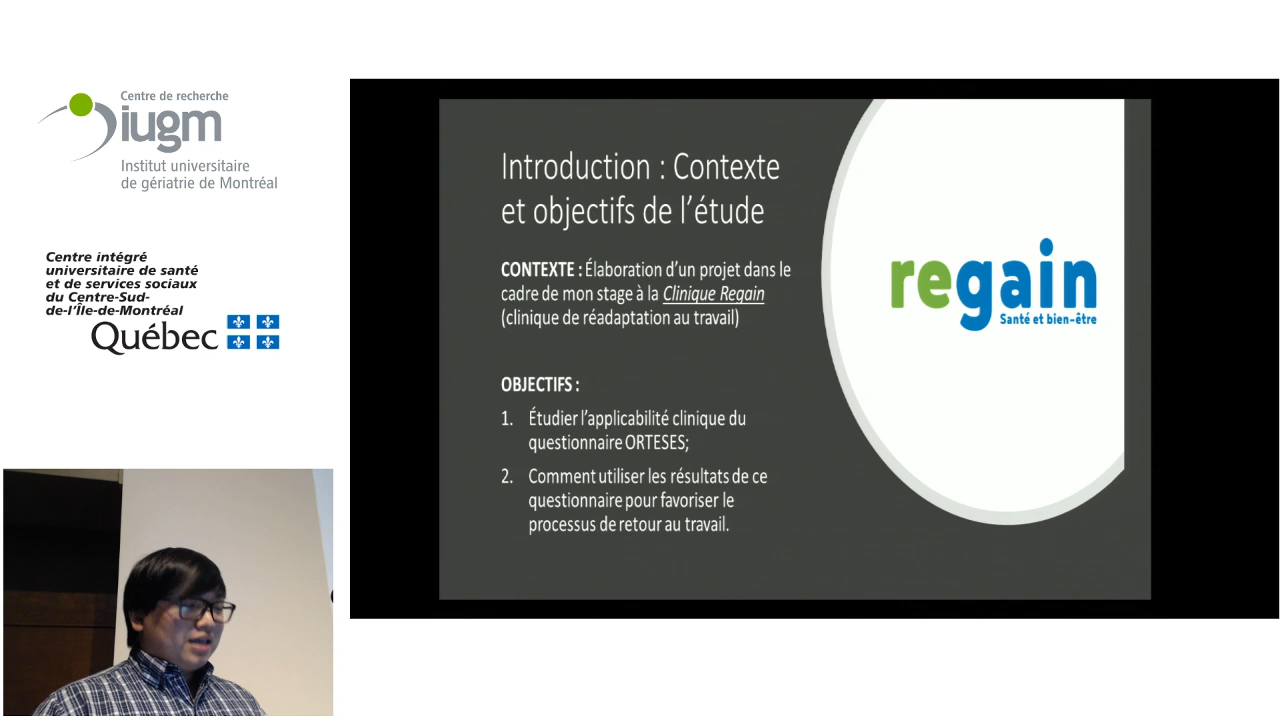 Centre de recherche
iugm
Institut universitaire
de gériatrie de Montréal
Centre intégré
universitaire de santé
et de services sociaux
du Centre-Sud-
de-l'Île-de-Montréal
Québec
Introduction : Contexte
et objectifs de l'étude
CONTEXTE : Élaboration d'un projet dans le
cadre de mon stage à la Clinique Regain
(clinique de réadaptation au travail)
OBJECTIFS :
1. Étudier l'applicabilité clinique du
questionnaire ORTESES;
2. Comment utiliser les résultats de ce
questionnaire pour favoriser le
processus de retour au travail.
regain
Santé et bien-être